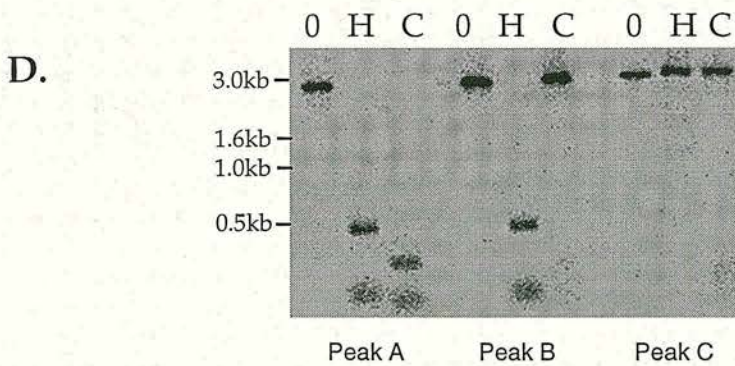 0 H C 0 H C 0 H C
D.
3.0kb
1.6kb
1.0kb
0.5kb
Peak A Peak B Peak C